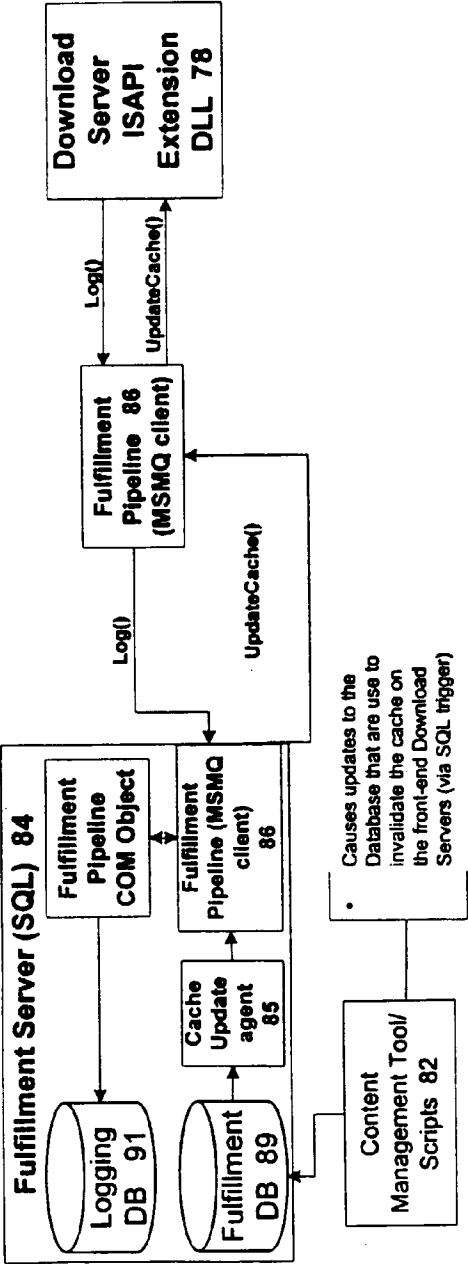 Fulfillment Server (SQL) 84
Logging
DB 91
Fulfillment
Pipeline
COM Object
Fulfillment
DB 89
Cache
Update
agent
85
Fulfillment
Pipeline (MSMQ
client)
86
Log()
UpdateCache()
Fulfillment
Pipeline 86
(MSMQ client)
Log()
UpdateCache()
Download
Server
ISAPI
Extension
DLL 78
Content
Management Tool/
Scripts 82
• Causes updates to the
Database that are use to
invalidate the cache on
the front-end Download
Servers (via SQL trigger)